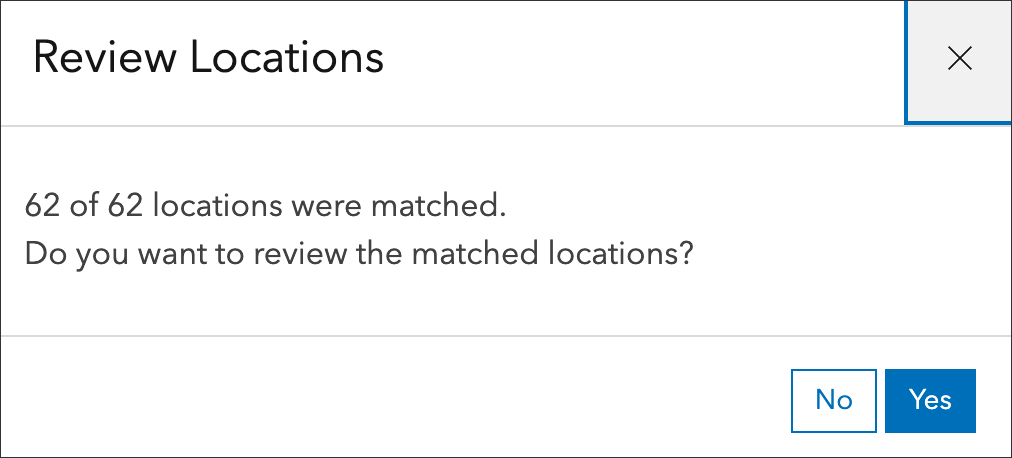 Review Locations
62 of 62 locations were matched.
Do you want to review the matched locations?
No Yes